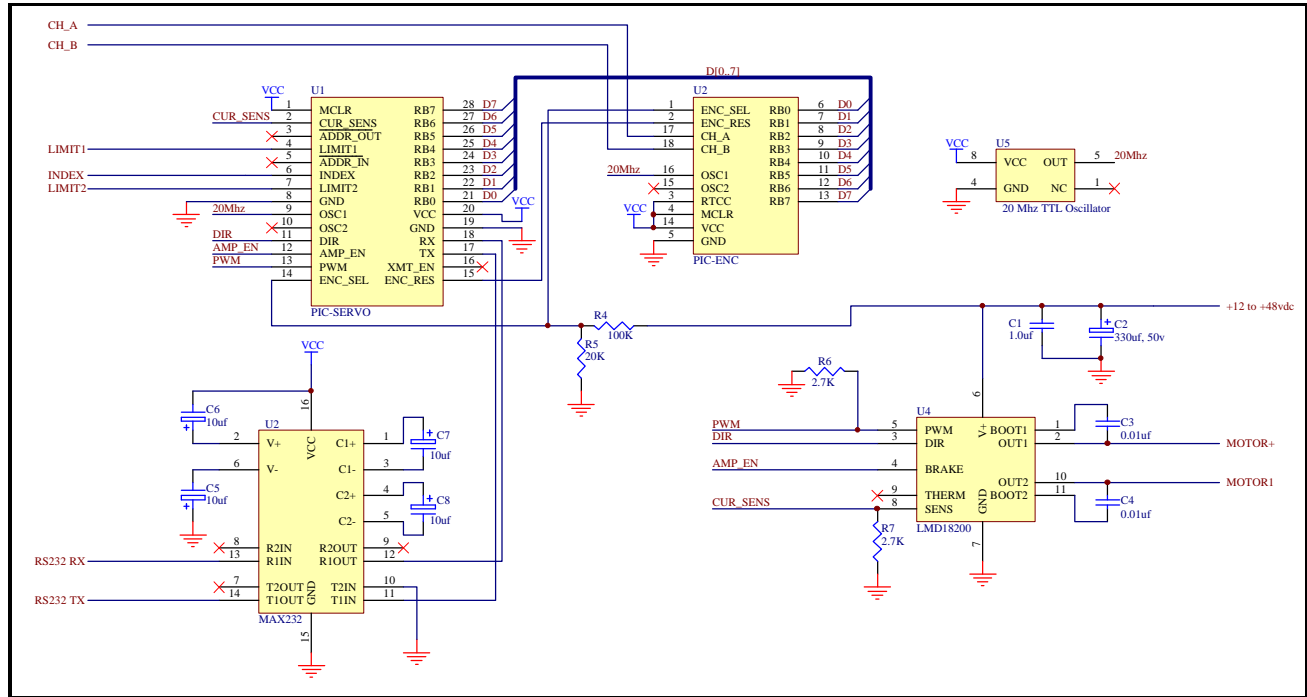 CH_A
CH_B
D[0..7]
U1
VCC
1 MCLR RB7 28 D7
CUR_SENS 2 CUR_SENS RB6 27 D6
3 ADDR_OUT RB5 26 D5
LIMIT1 4 LIMIT1 RB4 25 D4
5 ADDR_IN RB3 24 D3
INDEX 6 INDEX RB2 23 D2
LIMIT2 7 LIMIT2 RB1 22 D1
8 GND RB0 21 D0
20Mhz 9 OSC1 VCC 20 VCC
10 OSC2 GND 19
DIR 11 DIR RX 18
AMP_EN 12 AMP_EN TX 17
PWM 13 PWM XMT_EN 16
14 ENC_SEL ENC_RES 15
PIC-SERVO
U2
1 ENC_SEL RB0 6 D0
2 ENC_RES RB1 7 D1
17 CH_A RB2 8 D2
18 CH_B RB3 9 D3
RB4 10 D4
20Mhz 16 OSC1 RB5 11 D5
15 OSC2 RB6 12 D6
3 RTCC RB7 13 D7
VCC 4 MCLR
14 VCC
5 GND
PIC-ENC
U5
VCC 8 VCC OUT 5 20Mhz
4 GND NC 1
20 Mhz TTL Oscillator
R4
100K
R5
20K
+12 to +48vdc
C1
1.0uf
C2
330uf, 50v
R6
2.7K
VCC
C6
10uf
U2
16
VCC
2 V+ C1+ 1
C7
10uf
6 V- C1- 3
C5
10uf
C2+ 4
C8
10uf
C2- 5
8 R2IN R2OUT 9
RS232 RX 13 R1IN R1OUT 12
7 T2OUT T2IN 10
RS232 TX 14 T1OUT T1IN 11
GND
MAX232
15
U4
6
V+
PWM 5 PWM BOOT1 1
C3
0.01uf
DIR 3 DIR OUT1 2 MOTOR+
AMP_EN 4 BRAKE
OUT2 10 MOTOR1
9 THERM BOOT2 11
C4
0.01uf
CUR_SENS 8 SENS
GND
LMD18200
7
R7
2.7K